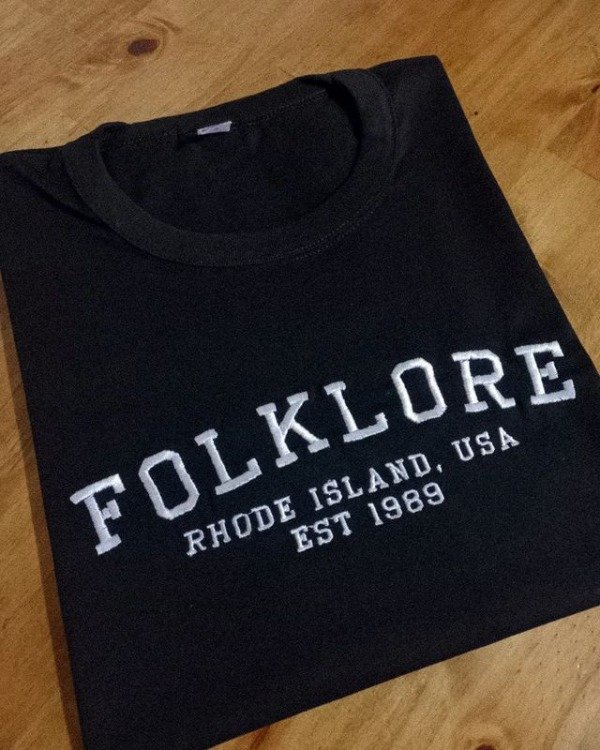 FOLKLORE
RHODE ISLAND, USA
EST 1989